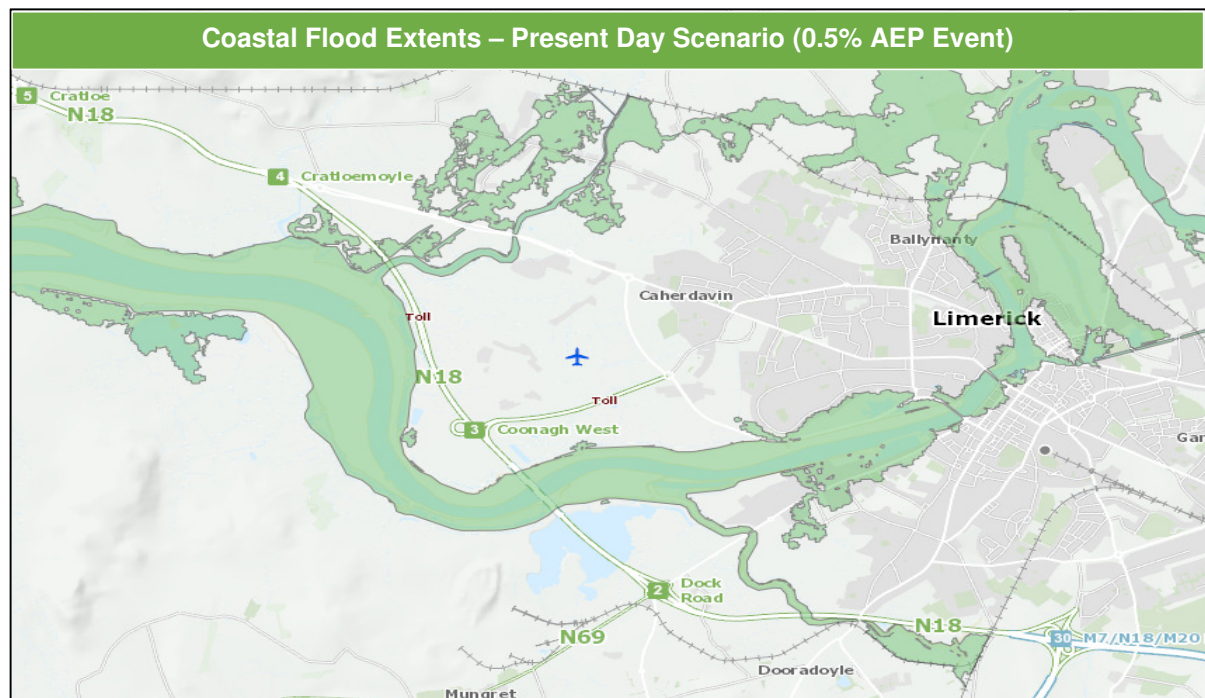 Coastal Flood Extents – Present Day Scenario (0.5% AEP Event)
5 Cratloe
N18
4 Cratloemoyle
Ballynanty
Caherdavin
Limerick
Toll
N18
Toll
3 Coonagh West
Gar
2 Dock
Road
N18
30 M7/N18/M20
N69
Dooradoyle
Mungret